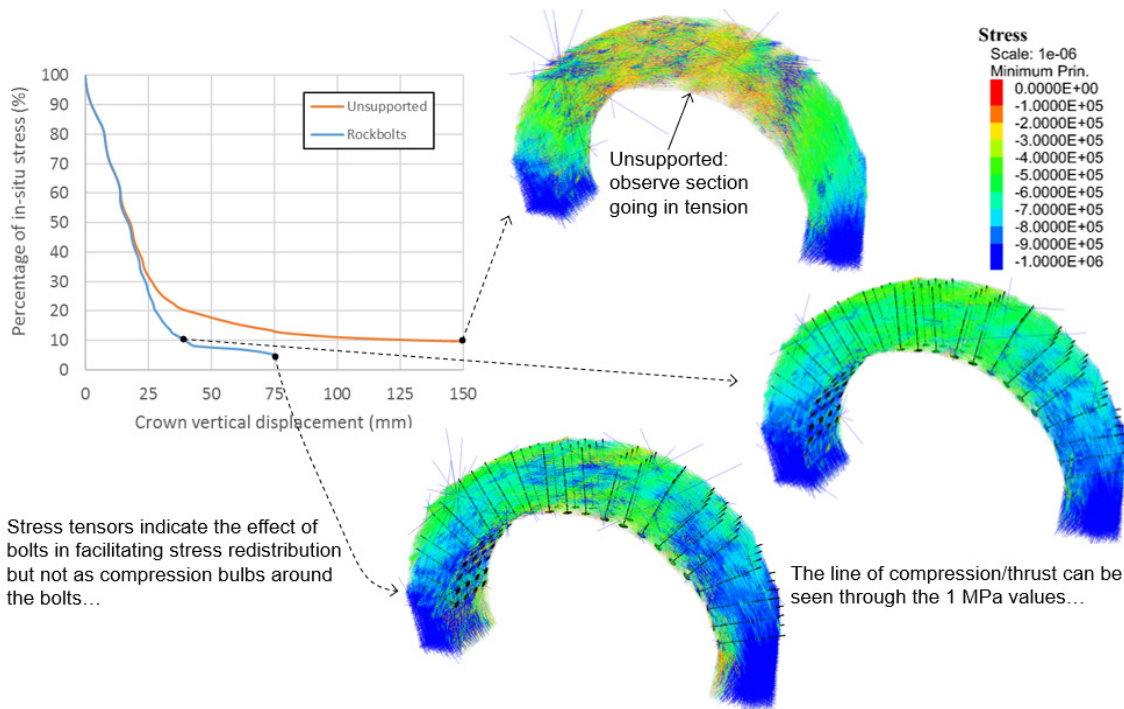 Percentage of in-situ stress (%)
100
90
80
70
60
50
40
30
20
10
0
Unsupported
Rockbolts
0
25
50
75
100
125
150
Crown vertical displacement (mm)
Unsupported:
observe section
going in tension
Stress
Scale: 1e-06
Minimum Prin.
0.0000E+00
-1.0000E+05
-2.0000E+05
-3.0000E+05
-4.0000E+05
-5.0000E+05
-6.0000E+05
-7.0000E+05
-8.0000E+05
-9.0000E+05
-1.0000E+06
Stress tensors indicate the effect of
bolts in facilitating stress redistribution
but not as compression bulbs around
the bolts…
The line of compression/thrust can be
seen through the 1 MPa values…